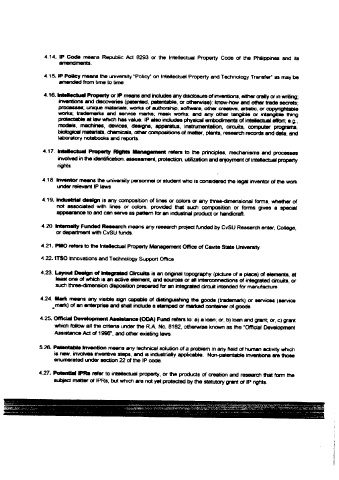 4.14. IP Code means Republic Act 8293 or the Intellectual Property Code of the Philippines and its
amendments.
4.15. IP Policy means the university "Policy" on Intellectual Property and Technology Transfer" as may be
amended from time to time
4.16. Intellectual Property or IP means and includes any disclosure of inventions, either orally or in writing;
inventions and discoveries (patented, patentable, or otherwise); know-how and other trade secrets;
processes; unique materials; works of authorship, software, other creative, artistic, or copyrightable
works; trademarks and service marks; mask works; and any other tangible or intangible thing
protectable at law which has value. IP also includes physical embodiments of intellectual effort, e.g.
models, machines, devices, designs, apparatus, instrumentation, circuits, computer programs,
biological materials, chemicals, other compositions of matter, plants, research records and data, and
laboratory notebooks and reports.
4.17. Intellectual Property Rights Management refers to the principles, mechanisms and processes
involved in the identification, assessment, protection, utilization and enjoyment of intellectual property
rights
4.18. Inventor means the university personnel or student who is considered the legal inventor of the work
under relevant IP laws
4.19. Industrial design is any composition of lines or colors or any three-dimensional forms, whether or
not associated with lines or colors; provided that such composition or forms gives a special
appearance to and can serve as pattern for an industrial product or handicraft.
4.20. Internally Funded Research means any research project funded by CvSU Research enter, College,
or department with CvSU funds.
4.21. PMO refers to the Intellectual Property Management Office of Cavite State University
4.22. ITSO Innovations and Technology Support Office
4.23. Layout Design of Integrated Circuits is an original topography (picture of a place) of elements, at
least one of which is an active element, and sources or all interconnections of integrated circuits, or
such three-dimension disposition prepared for an integrated circuit intended for manufacture
4.24. Mark means any visible sign capable of distinguishing the goods (trademark) or services (service
mark) of an enterprise and shall include a stamped or marked container of goods
4.25. Official Development Assistance (ODA) Fund refers to: a) a loan; or, b) loan and grant; or, c) grant
which follow all the criteria under the R.A. No. 8182, otherwise known as the "Official Development
Assistance Act of 1996", and other existing laws
5.26. Patentable Invention means any technical solution of a problem in any field of human activity which
is new, involves inventive steps, and is industrially applicable. Non-patentable inventions are those
enumerated under section 22 of the IP code
4.27. Potential IPRs refer to intellectual property, or the products of creation and research that form the
subject matter of IPRs, but which are not yet protected by the statutory grant of IP rights.